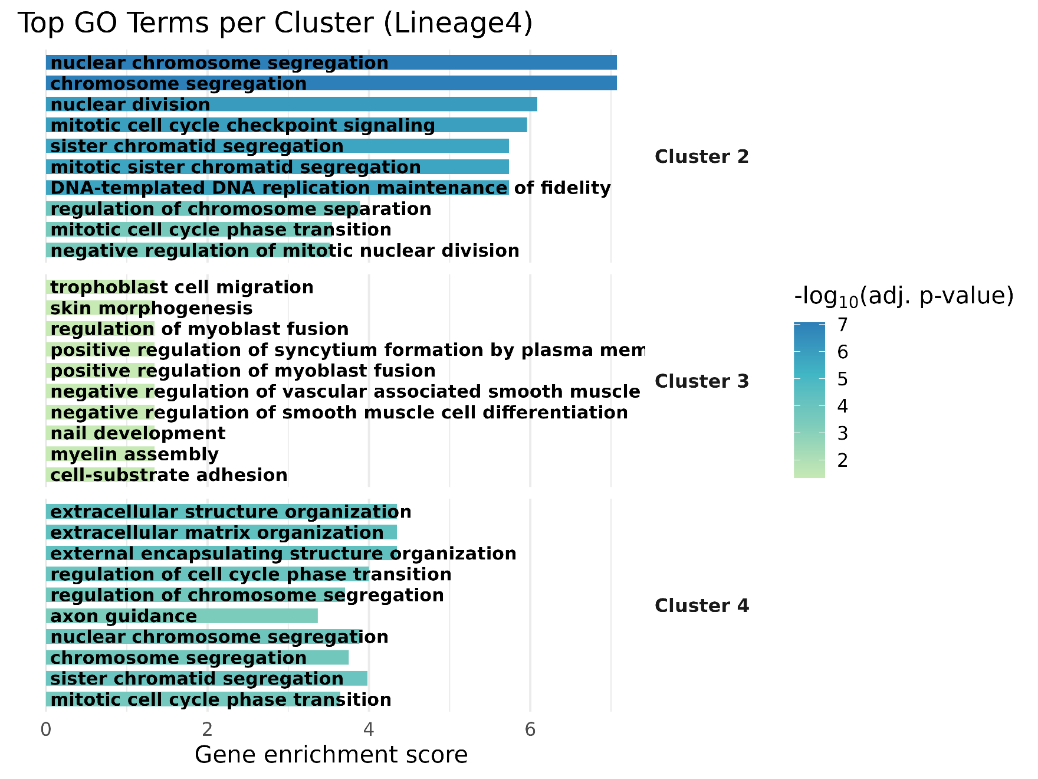 Top GO Terms per Cluster (Lineage4)
nuclear chromosome segregation
chromosome segregation
nuclear division
mitotic cell cycle checkpoint signaling
sister chromatid segregation
mitotic sister chromatid segregation
DNA-templated DNA replication maintenance of fidelity
regulation of chromosome separation
mitotic cell cycle phase transition
negative regulation of mitotic nuclear division
Cluster 2
trophoblast cell migration
skin morphogenesis
regulation of myoblast fusion
positive regulation of syncytium formation by plasma mem
positive regulation of myoblast fusion
negative regulation of vascular associated smooth muscle
negative regulation of smooth muscle cell differentiation
nail development
myelin assembly
cell-substrate adhesion
Cluster 3
extracellular structure organization
extracellular matrix organization
external encapsulating structure organization
regulation of cell cycle phase transition
regulation of chromosome segregation
axon guidance
nuclear chromosome segregation
chromosome segregation
sister chromatid segregation
mitotic cell cycle phase transition
Cluster 4
0 2 4 6
Gene enrichment score
-log10(adj. p-value)
7
6
5
4
3
2